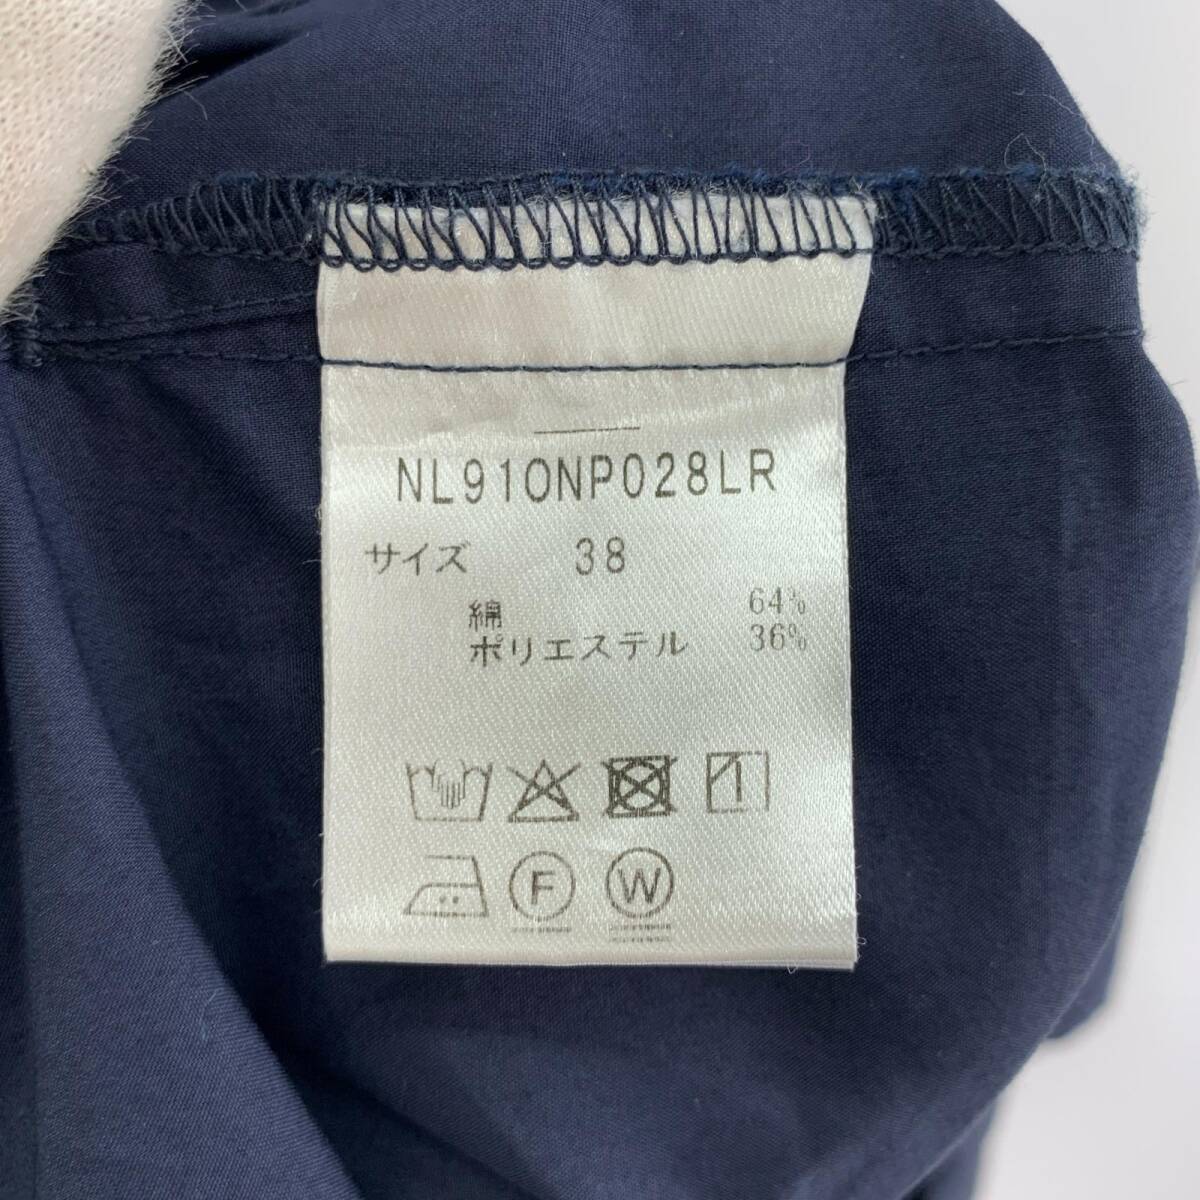 NL910NP028LR
サイズ 38
綿 64%
ポリエステル 36%
F W